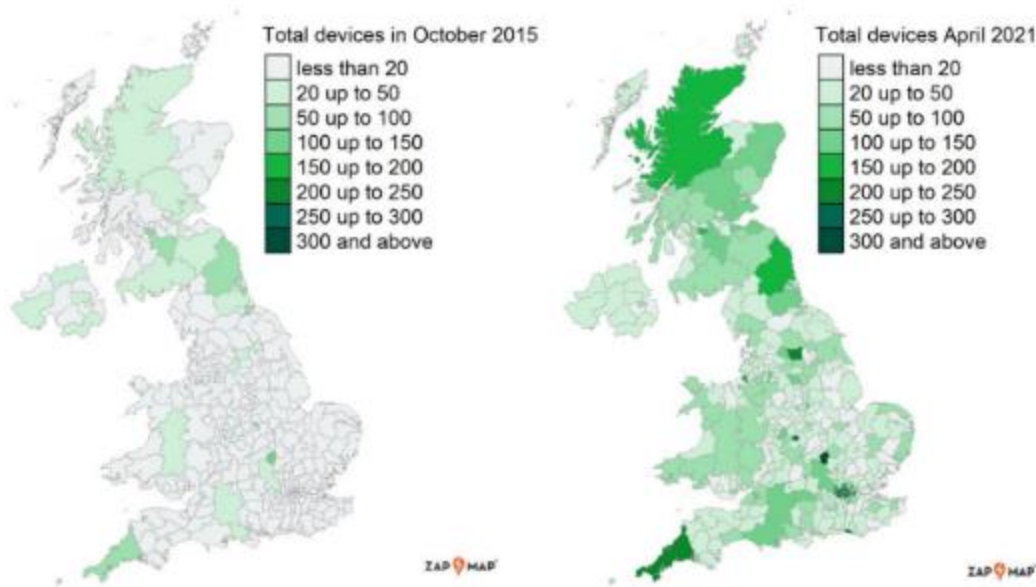 Total devices in October 2015
less than 20
20 up to 50
50 up to 100
100 up to 150
150 up to 200
200 up to 250
250 up to 300
300 and above
ZAP MAP
Total devices April 2021
less than 20
20 up to 50
50 up to 100
100 up to 150
150 up to 200
200 up to 250
250 up to 300
300 and above
ZAP MAP